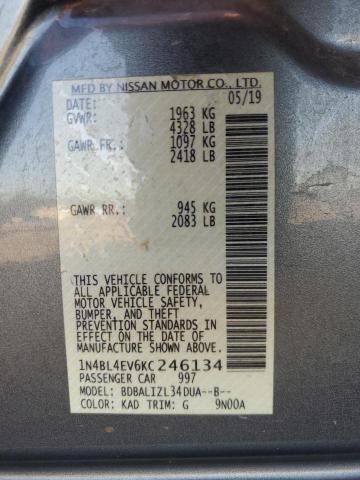 MFD BY NISSAN MOTOR CO., LTD.
DATE: 05/19
GVWR: 1963 KG
4328 LB
GAWR FR.: 1097 KG
2418 LB
GAWR RR.: 945 KG
2083 LB
THIS VEHICLE CONFORMS TO
ALL APPLICABLE FEDERAL
MOTOR VEHICLE SAFETY,
BUMPER, AND THEFT
PREVENTION STANDARDS IN
EFFECT ON THE DATE OF
MANUFACTURE SHOWN ABOVE.
1N4BL4EV6KC246134
PASSENGER CAR 997
MODEL: BDBALIZL34DUA--B--
COLOR: KAD TRIM: G 9N00A